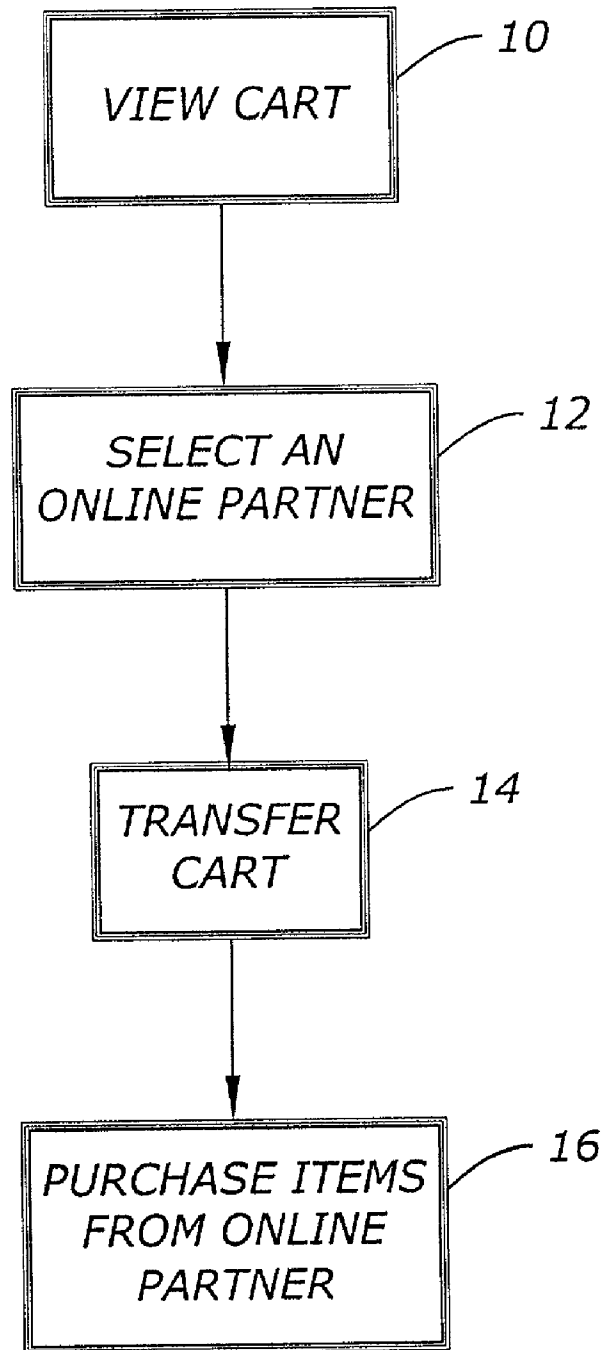 VIEW CART
10
SELECT AN
ONLINE PARTNER
12
TRANSFER
CART
14
PURCHASE ITEMS
FROM ONLINE
PARTNER
16